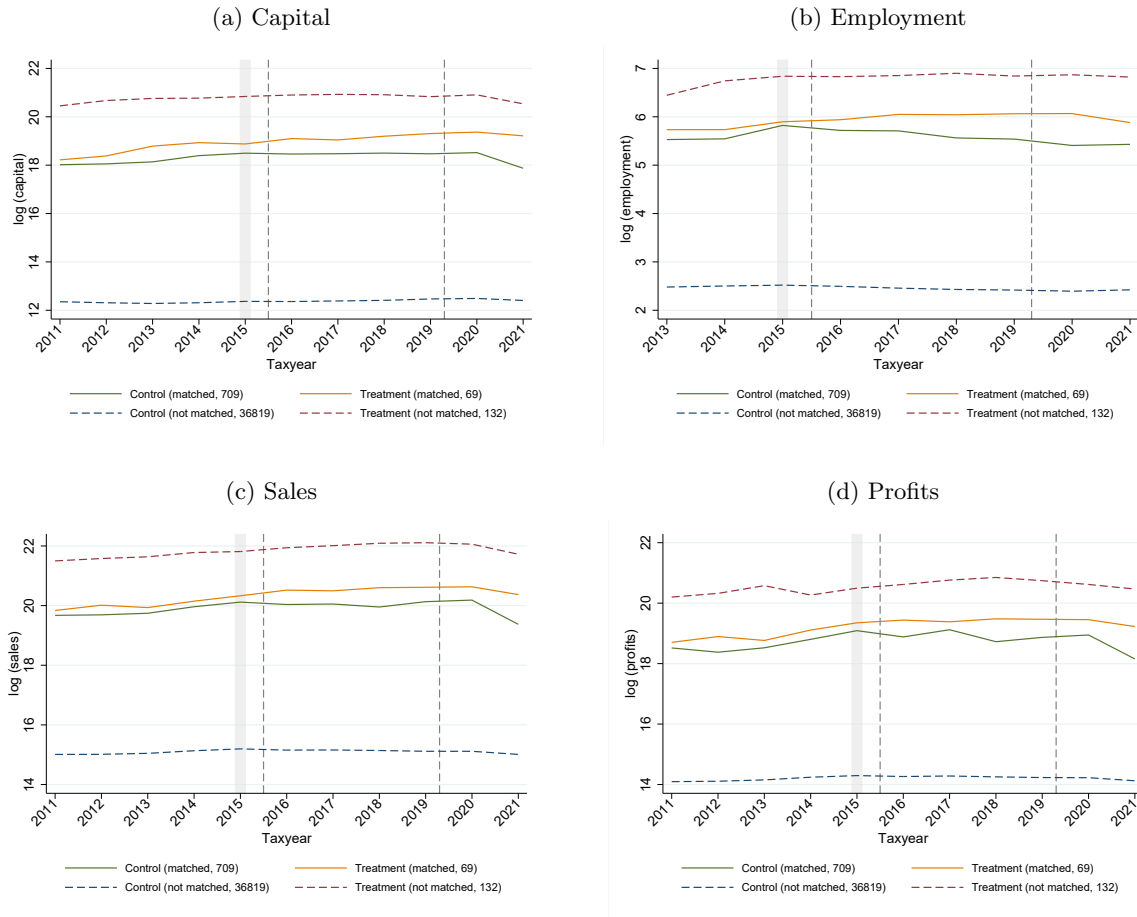 (a) Capital
(b) Employment
log (capital)
22
20
18
16
14
12
2011 2012 2013 2014 2015 2016 2017 2018 2019 2020 2021
Taxyear
Control (matched, 709) Treatment (matched, 69)
Control (not matched, 36819) Treatment (not matched, 132)
log (employment)
7
6
5
4
3
2
2013 2014 2015 2016 2017 2018 2019 2020 2021
Taxyear
Control (matched, 709) Treatment (matched, 69)
Control (not matched, 36819) Treatment (not matched, 132)
(c) Sales
(d) Profits
log (sales)
22
20
18
16
14
2011 2012 2013 2014 2015 2016 2017 2018 2019 2020 2021
Taxyear
Control (matched, 709) Treatment (matched, 69)
Control (not matched, 36819) Treatment (not matched, 132)
log (profits)
22
20
18
16
14
2011 2012 2013 2014 2015 2016 2017 2018 2019 2020 2021
Taxyear
Control (matched, 709) Treatment (matched, 69)
Control (not matched, 36819) Treatment (not matched, 132)